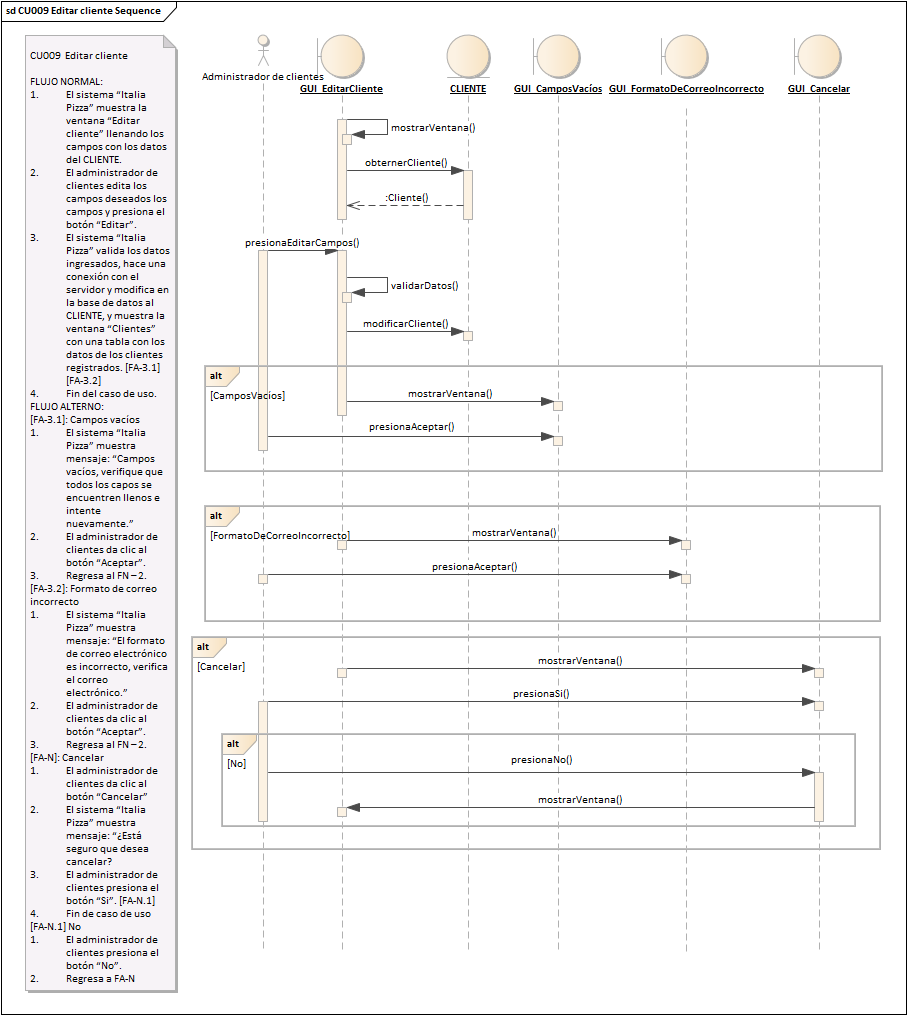 sd CU009 Editar cliente Sequence
CU009 Editar cliente
FLUJO NORMAL:
1. El sistema “Italia
Pizza” muestra la
ventana “Editar
cliente” llenando los
campos con los datos
del CLIENTE.
2. El administrador de
clientes edita los
campos deseados los
campos y presiona el
botón “Editar”.
3. El sistema “Italia
Pizza” valida los datos
ingresados, hace una
conexión con el
servidor y modifica en
la base de datos al
CLIENTE, y muestra la
ventana “Clientes”
con una tabla con los
datos de los clientes
registrados. [FA-3.1]
[FA-3.2]
4. Fin del caso de uso.
FLUJO ALTERNO:
[FA-3.1]: Campos vacíos
1. El sistema “Italia
Pizza” muestra
mensaje: “Campos
vacíos, verifique que
todos los capos se
encuentren llenos e
intente
nuevamente.”
2. El administrador de
clientes da clic al
botón “Aceptar”.
3. Regresa al FN – 2.
[FA-3.2]: Formato de correo
incorrecto
1. El sistema “Italia
Pizza” muestra
mensaje: “El formato
de correo electrónico
es incorrecto, verifica
el correo
electrónico.”
2. El administrador de
clientes da clic al
botón “Aceptar”.
3. Regresa al FN – 2.
[FA-N]: Cancelar
1. El administrador de
clientes da clic al
botón “Cancelar”
2. El sistema “Italia
Pizza” muestra
mensaje: “¿Está
seguro que desea
cancelar?
3. El administrador de
clientes presiona el
botón “Si”. [FA-N.1]
4. Fin de caso de uso
[FA-N.1] No
1. El administrador de
clientes presiona el
botón “No”.
2. Regresa a FA-N
Administrador de clientes
GUI_EditarCliente
CLIENTE
GUI_CamposVacíos
GUI_FormatoDeCorreoIncorrecto
GUI_Cancelar
mostrarVentana()
obternerCliente()
:Cliente()
presionaEditarCampos()
validarDatos()
modificarCliente()
alt
[CamposVacíos]
mostrarVentana()
presionaAceptar()
alt
[FormatoDeCorreoIncorrecto]
mostrarVentana()
presionaAceptar()
alt
[Cancelar]
mostrarVentana()
presionaSi()
alt
[No]
presionaNo()
mostrarVentana()